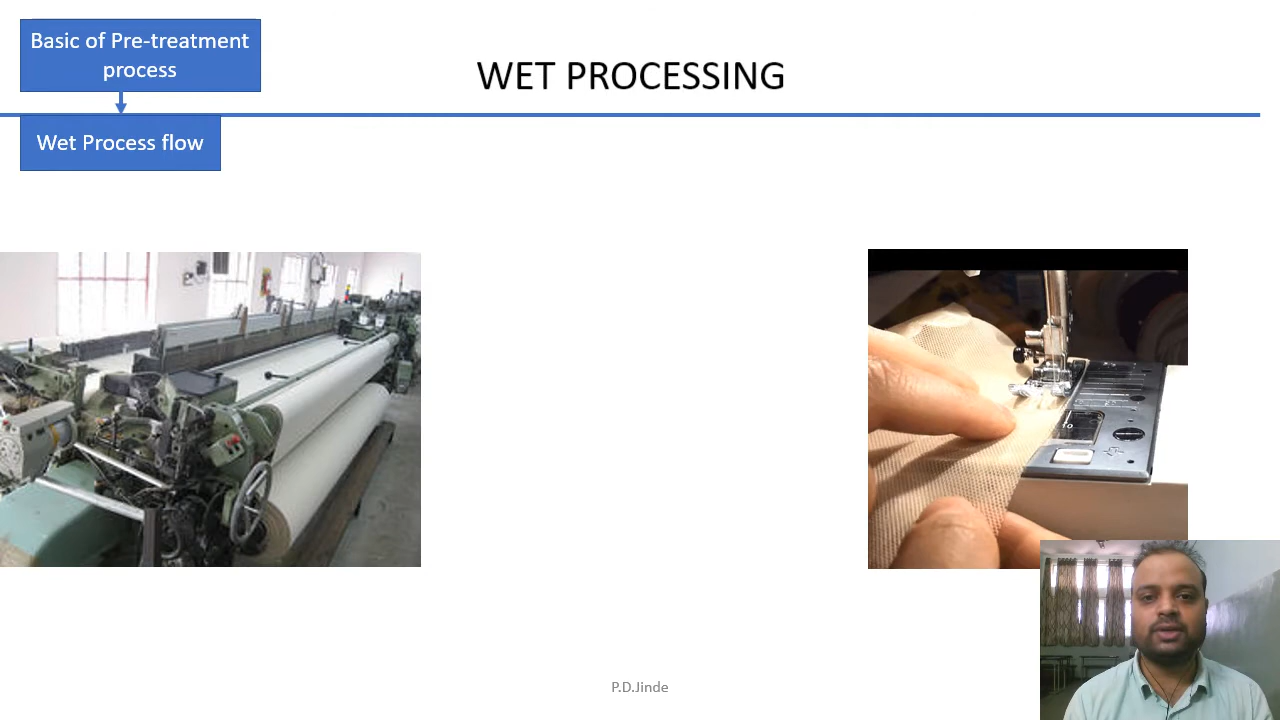 Basic of Pre-treatment
process
WET PROCESSING
Wet Process flow
P.D.Jinde